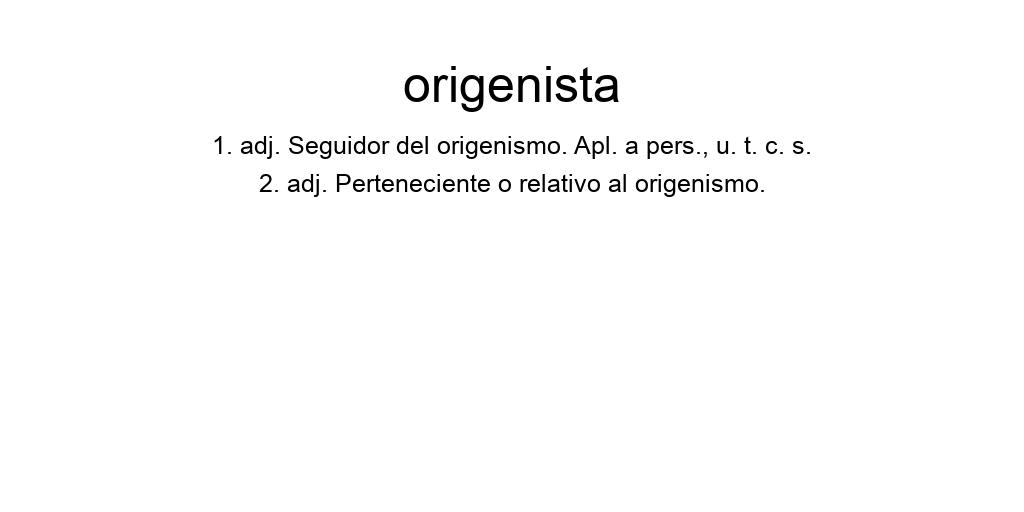 origenista
1. adj. Seguidor del origenismo. Apl. a pers., u. t. c. s.
2. adj. Perteneciente o relativo al origenismo.